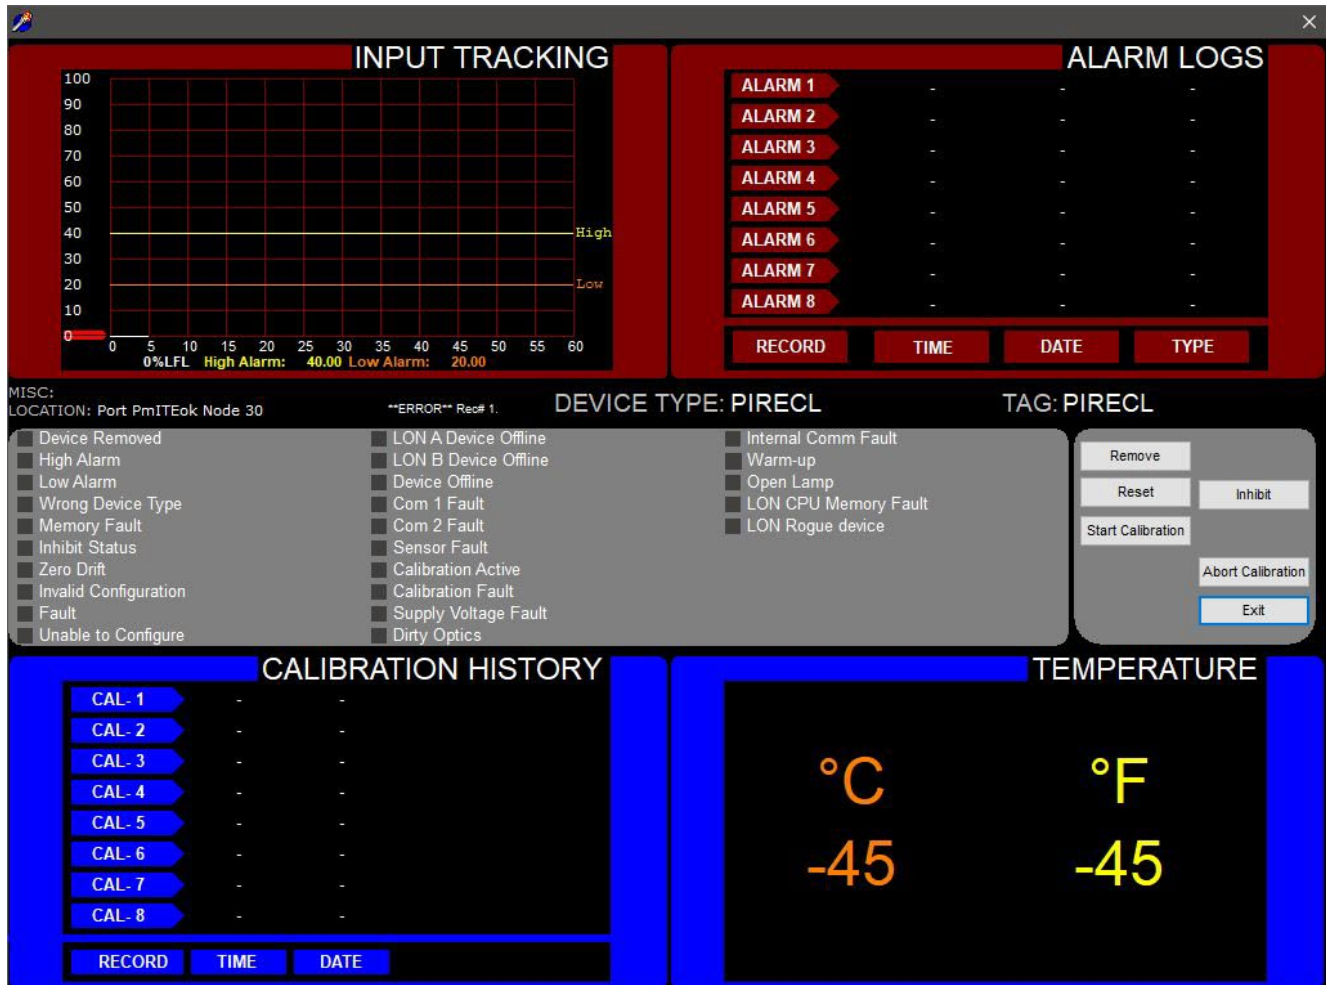 INPUT TRACKING
100
90
80
70
60
50
40
30
20
10
0
High
Low
0 5 10 15 20 25 30 35 40 45 50 55 60
0%LFL High Alarm: 40.00 Low Alarm: 20.00
ALARM LOGS
ALARM 1 - - -
ALARM 2 - - -
ALARM 3 - - -
ALARM 4 - - -
ALARM 5 - - -
ALARM 6 - - -
ALARM 7 - - -
ALARM 8 - - -
RECORD TIME DATE TYPE
MISC:
LOCATION: Port PmITEok Node 30 **ERROR** Rec# 1. DEVICE TYPE: PIRECL TAG: PIRECL
Device Removed
High Alarm
Low Alarm
Wrong Device Type
Memory Fault
Inhibit Status
Zero Drift
Invalid Configuration
Fault
Unable to Configure
LON A Device Offline
LON B Device Offline
Device Offline
Com 1 Fault
Com 2 Fault
Sensor Fault
Calibration Active
Calibration Fault
Supply Voltage Fault
Dirty Optics
Internal Comm Fault
Warm-up
Open Lamp
LON CPU Memory Fault
LON Rogue device
Remove
Reset
Inhibit
Start Calibration
Abort Calibration
Exit
CALIBRATION HISTORY
CAL- 1 - -
CAL- 2 - -
CAL- 3 - -
CAL- 4 - -
CAL- 5 - -
CAL- 6 - -
CAL- 7 - -
CAL- 8 - -
RECORD TIME DATE
TEMPERATURE
°C °F
-45 -45